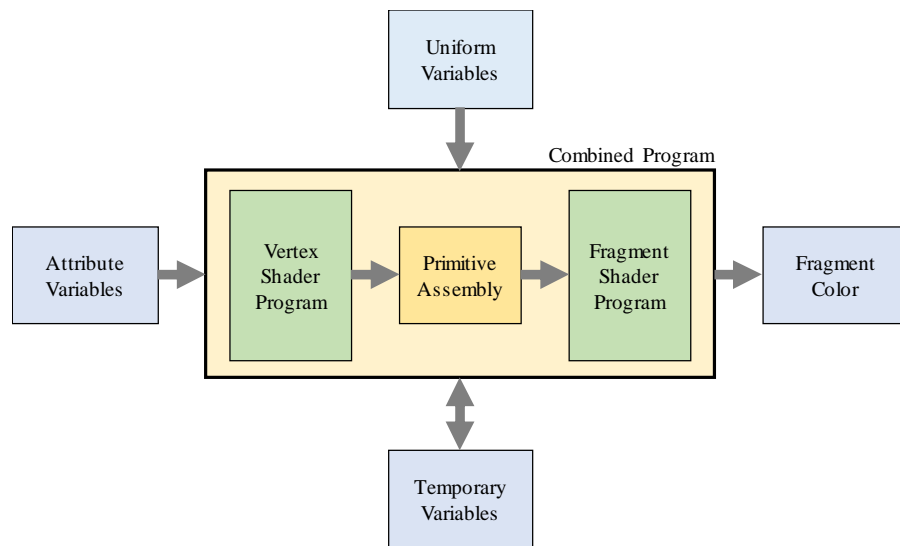 Uniform
Variables
Combined Program
Attribute
Variables
Vertex
Shader
Program
Primitive
Assembly
Fragment
Shader
Program
Fragment
Color
Temporary
Variables